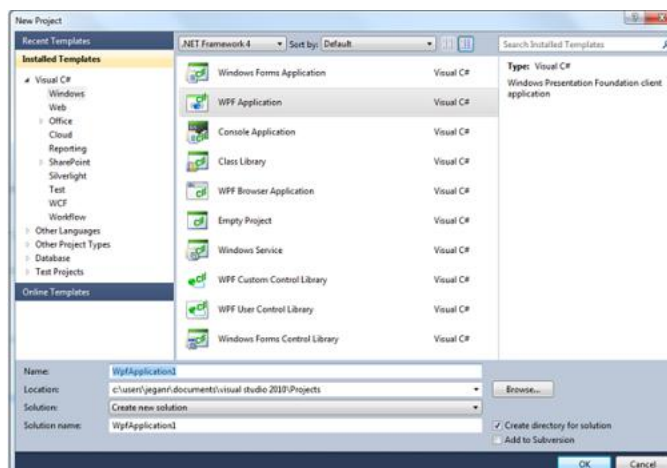 New Project
Recent Templates
.NET Framework 4 Sort by: Default Search Installed Templates
Installed Templates
Visual C#
Windows
Web
Office
Cloud
Reporting
SharePoint
Silverlight
Test
WCF
Workflow
Other Languages
Other Project Types
Database
Test Projects
Online Templates
Windows Forms Application Visual C#
WPF Application Visual C#
Console Application Visual C#
Class Library Visual C#
WPF Browser Application Visual C#
Empty Project Visual C#
Windows Service Visual C#
WPF Custom Control Library Visual C#
WPF User Control Library Visual C#
Windows Forms Control Library Visual C#
Type: Visual C#
Windows Presentation Foundation client
application
Name: WpfApplication1
Location: c:\users\jeganr\documents\visual studio 2010\Projects Browse...
Solution: Create new solution
Solution name: WpfApplication1 Create directory for solution
Add to Subversion
OK Cancel